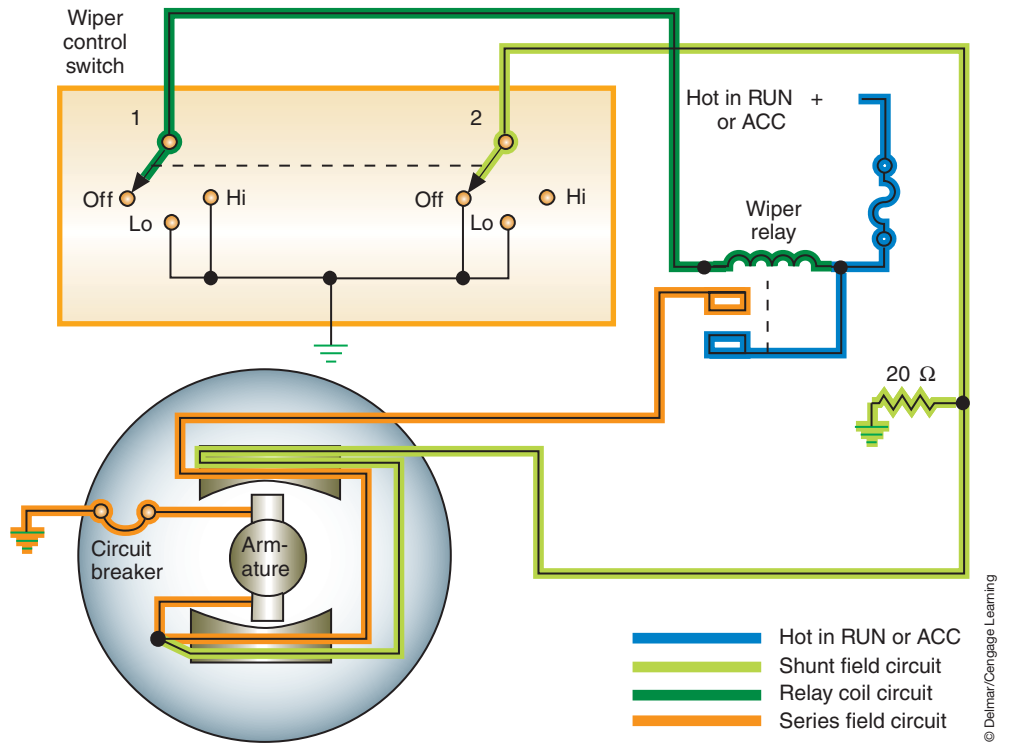 Wiper
control
switch
1
2
Hot in RUN +
or ACC
Off
Hi
Lo
Off
Hi
Lo
Wiper
relay
20 Ω
Circuit
breaker
Arm-
ature
Hot in RUN or ACC
Shunt field circuit
Relay coil circuit
Series field circuit
© Delmar/Cengage Learning